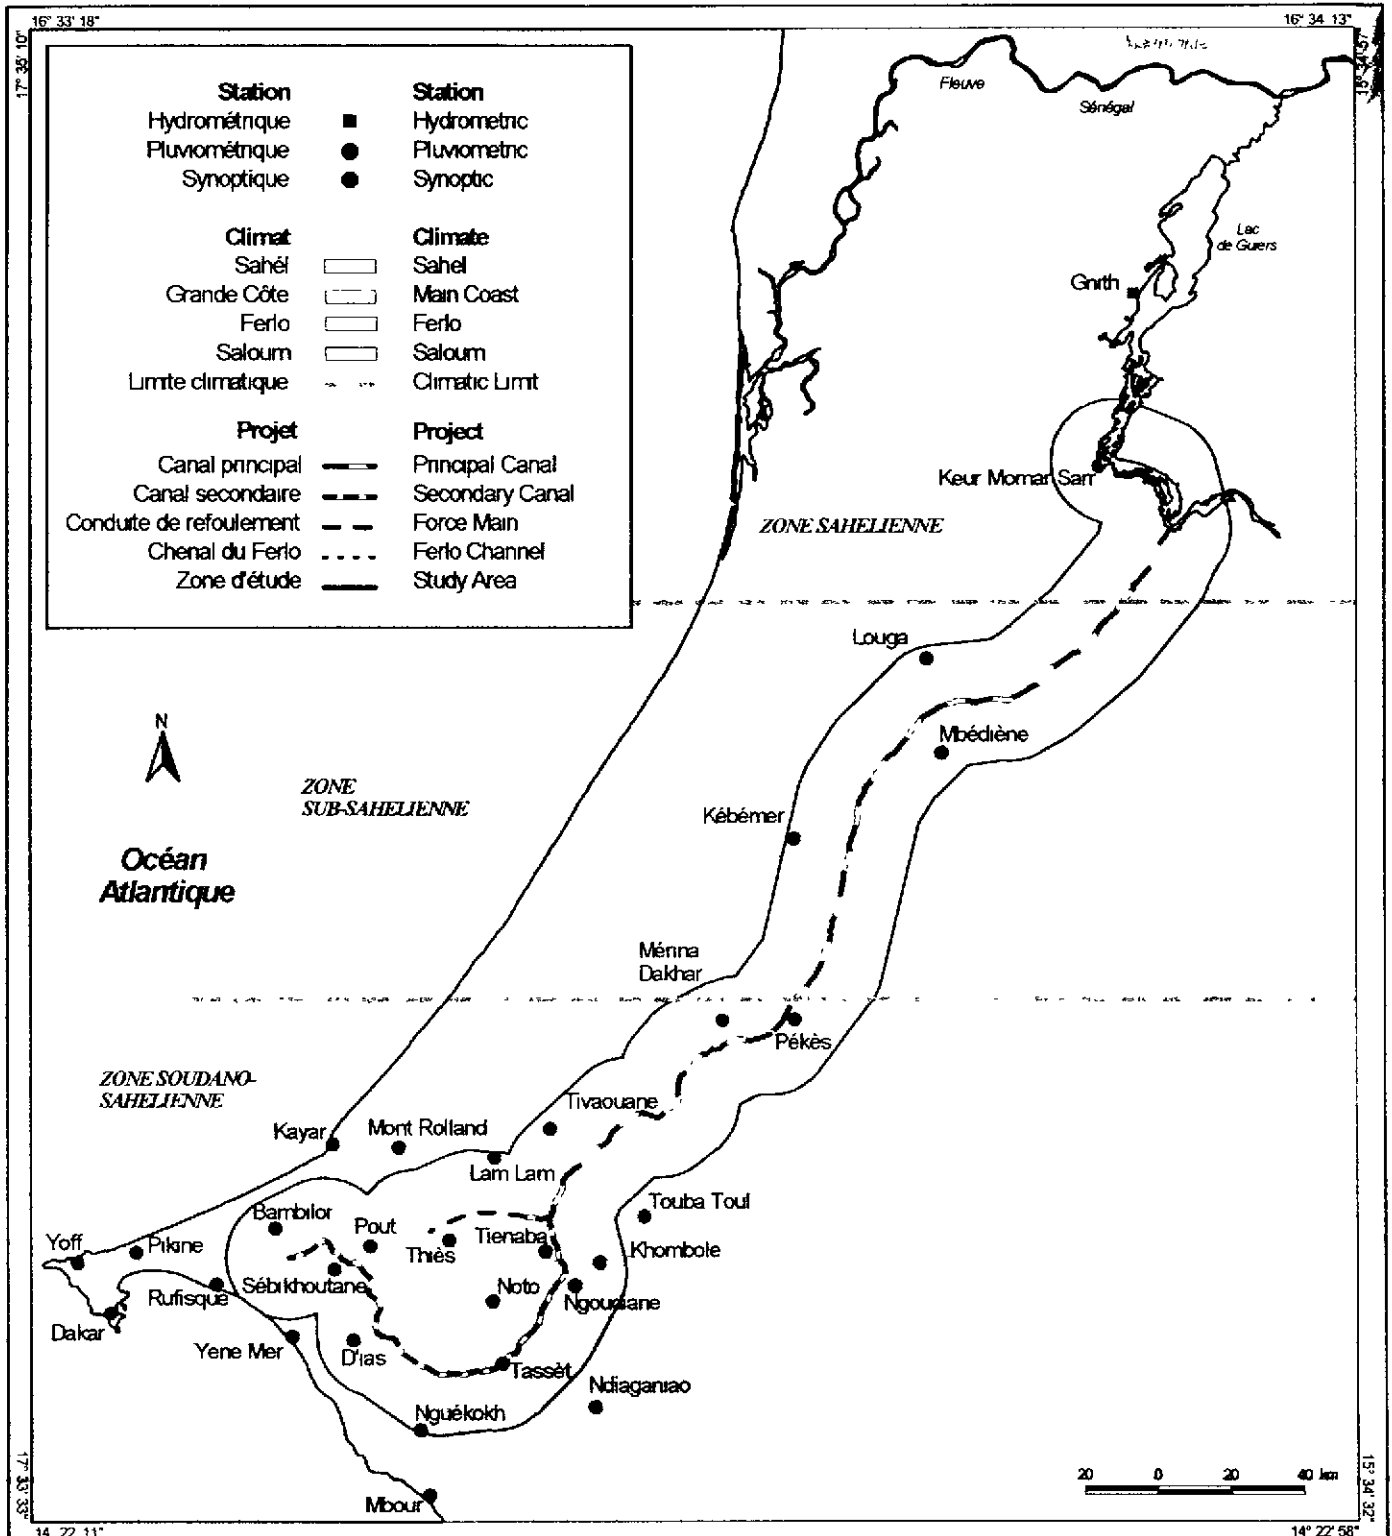 16° 33' 18"
16° 34' 13"
17° 35' 10"
15° 34' 57"
Station Station
Hydrométrique Hydrometric
Pluviométrique Pluviometric
Synoptique Synoptic
Climat Climate
Sahél Sahel
Grande Côte Main Coast
Ferlo Ferlo
Saloum Saloum
Limite climatique Climatic Limit
Projet Project
Canal principal Principal Canal
Canal secondaire Secondary Canal
Conduite de refoulement Force Main
Chenal du Ferlo Ferlo Channel
Zone d'étude Study Area
Fleuve
Sénégal
Lac
de Guiers
Gnith
Keur Momar Sarr
ZONE SAHELIENNE
Louga
N
Mbédiène
ZONE
SUB-SAHELIENNE
Kébémer
Océan
Atlantique
Mérina
Dakhar
Pékès
ZONE SOUDANO-
SAHELIENNE
Tivaouane
Kayar
Mont Rolland
Lam Lam
Touba Toul
Bambilor
Pout
Yoff
Pikine
Thiès
Tienaba
Khombole
Sébikhoutane
Rufisque
Noto
Ngoudiane
Dakar
Yene Mer
D'ias
Tassèt
Ndiaganiao
Nguékokh
Mbour
20 0 20 40 km
17° 33' 33"
15° 34' 32"
14° 22' 11"
14° 22' 58"